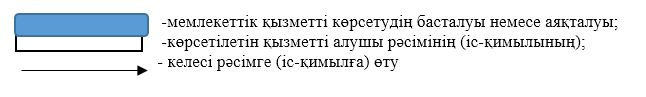 -мемлекеттік қызметті көрсетудің басталуы немесе аяқталуы;
-көрсетілетін қызметті алушы рәсімінің (іс-қимылының);
- келесі рәсімге (іс-қимылға) өту